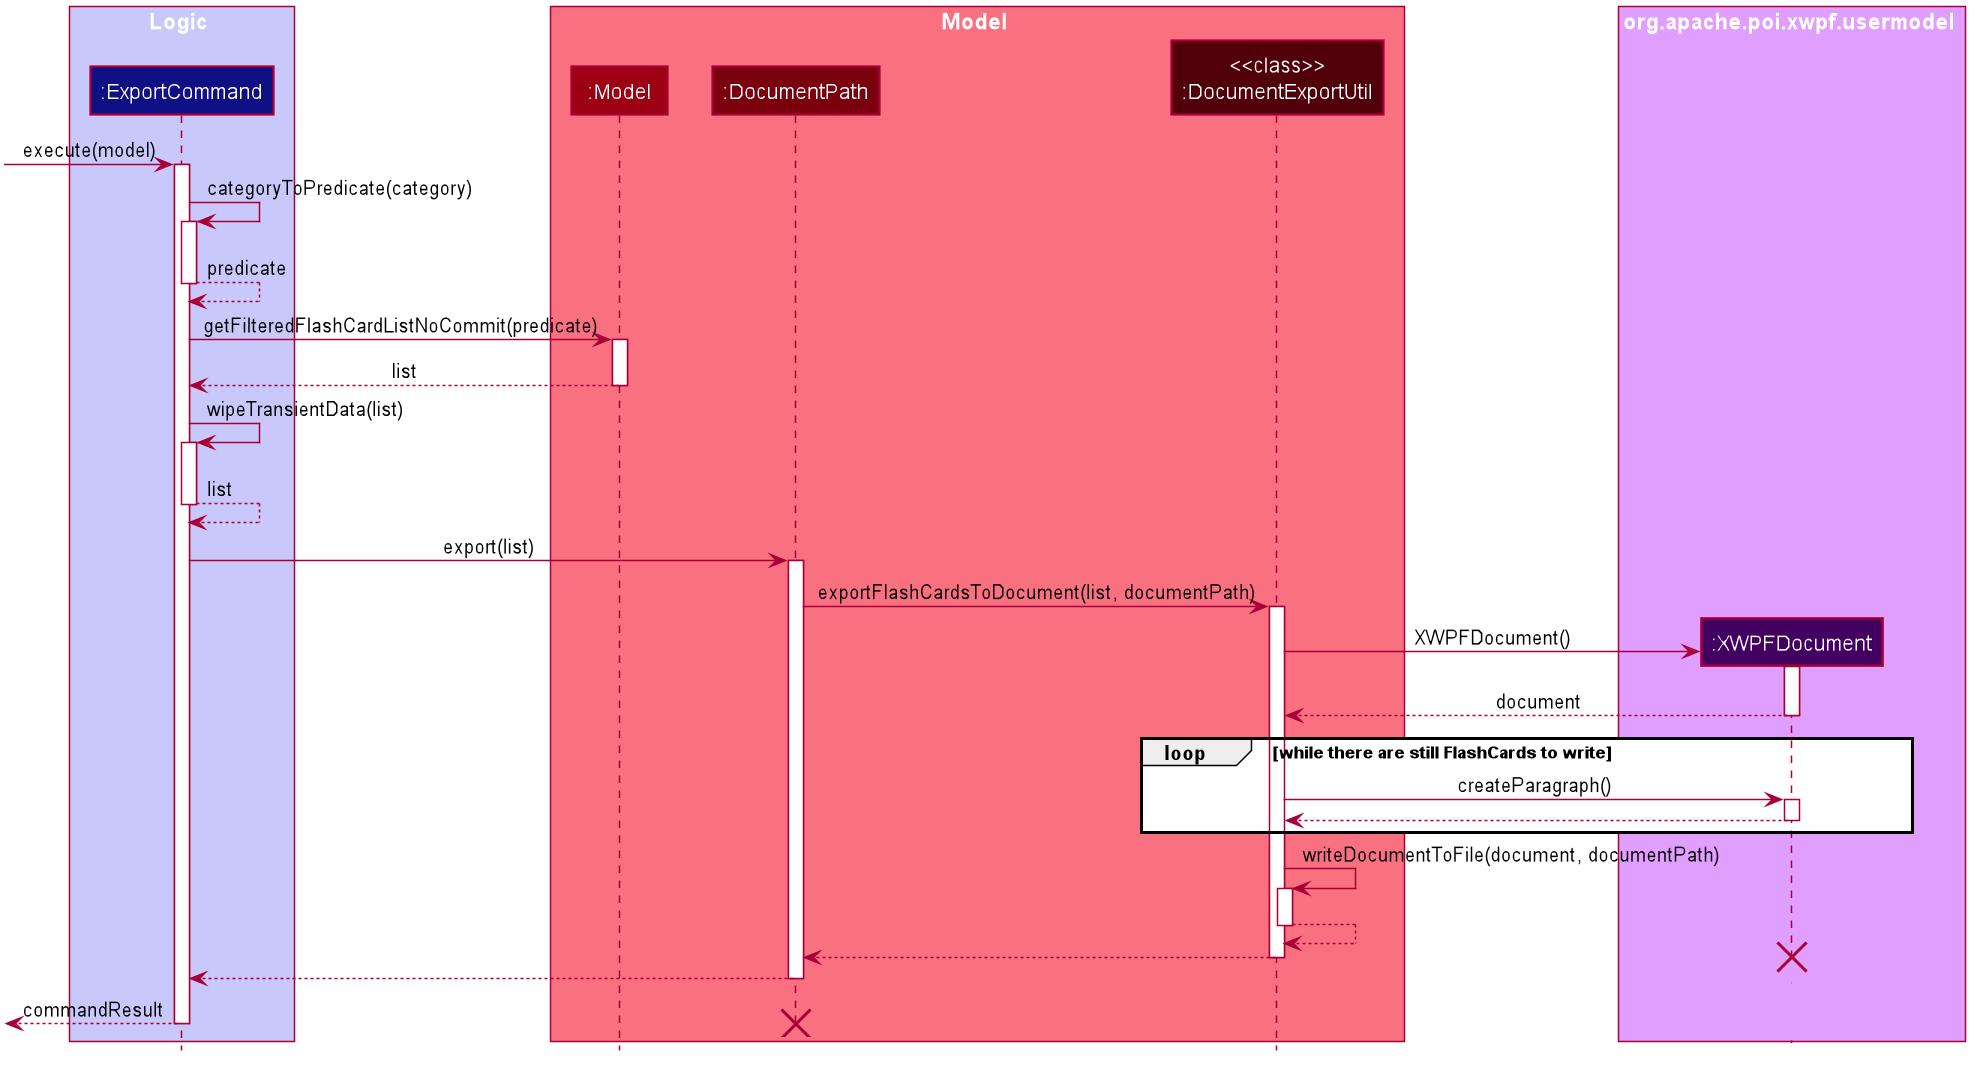 Logic
Model
org.apache.poi.xwpf.usermodel
:ExportCommand
:Model
:DocumentPath
<<class>>
:DocumentExportUtil
execute(model)
categoryToPredicate(category)
predicate
getFilteredFlashCardListNoCommit(predicate)
list
wipeTransientData(list)
list
export(list)
exportFlashCardsToDocument(list, documentPath)
XWPFDocument()
:XWPFDocument
document
loop
[while there are still FlashCards to write]
createParagraph()
writeDocumentToFile(document, documentPath)
commandResult